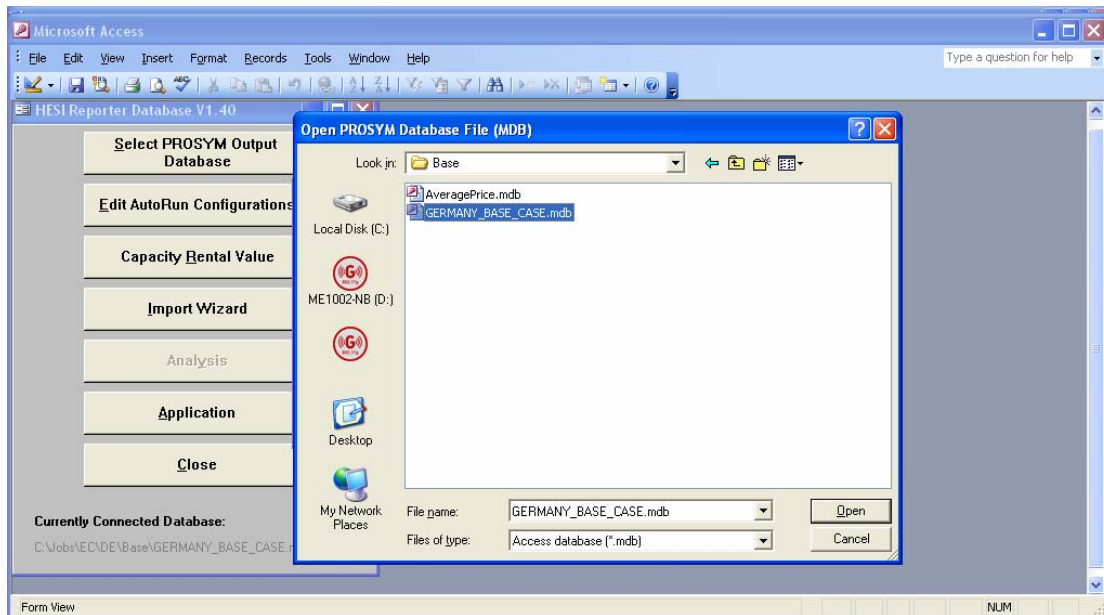 Microsoft Access
File Edit View Insert Format Records Tools Window Help
Type a question for help
HESI Reporter Database V1.40
Select PROSYM Output
Database
Edit AutoRun Configurations
Capacity Rental Value
Import Wizard
Analysis
Application
Close
Currently Connected Database:
C:\Jobs\EC\DE\Base\GERMANY_BASE_CASE.
Open PROSYM Database File (MDB)
Look in: Base
AveragePrice.mdb
GERMANY_BASE_CASE.mdb
Local Disk (C:)
ME1002-NB (D:)
Desktop
My Network
Places
File name: GERMANY_BASE_CASE.mdb Open
Files of type: Access database (*.mdb) Cancel
Form View NUM